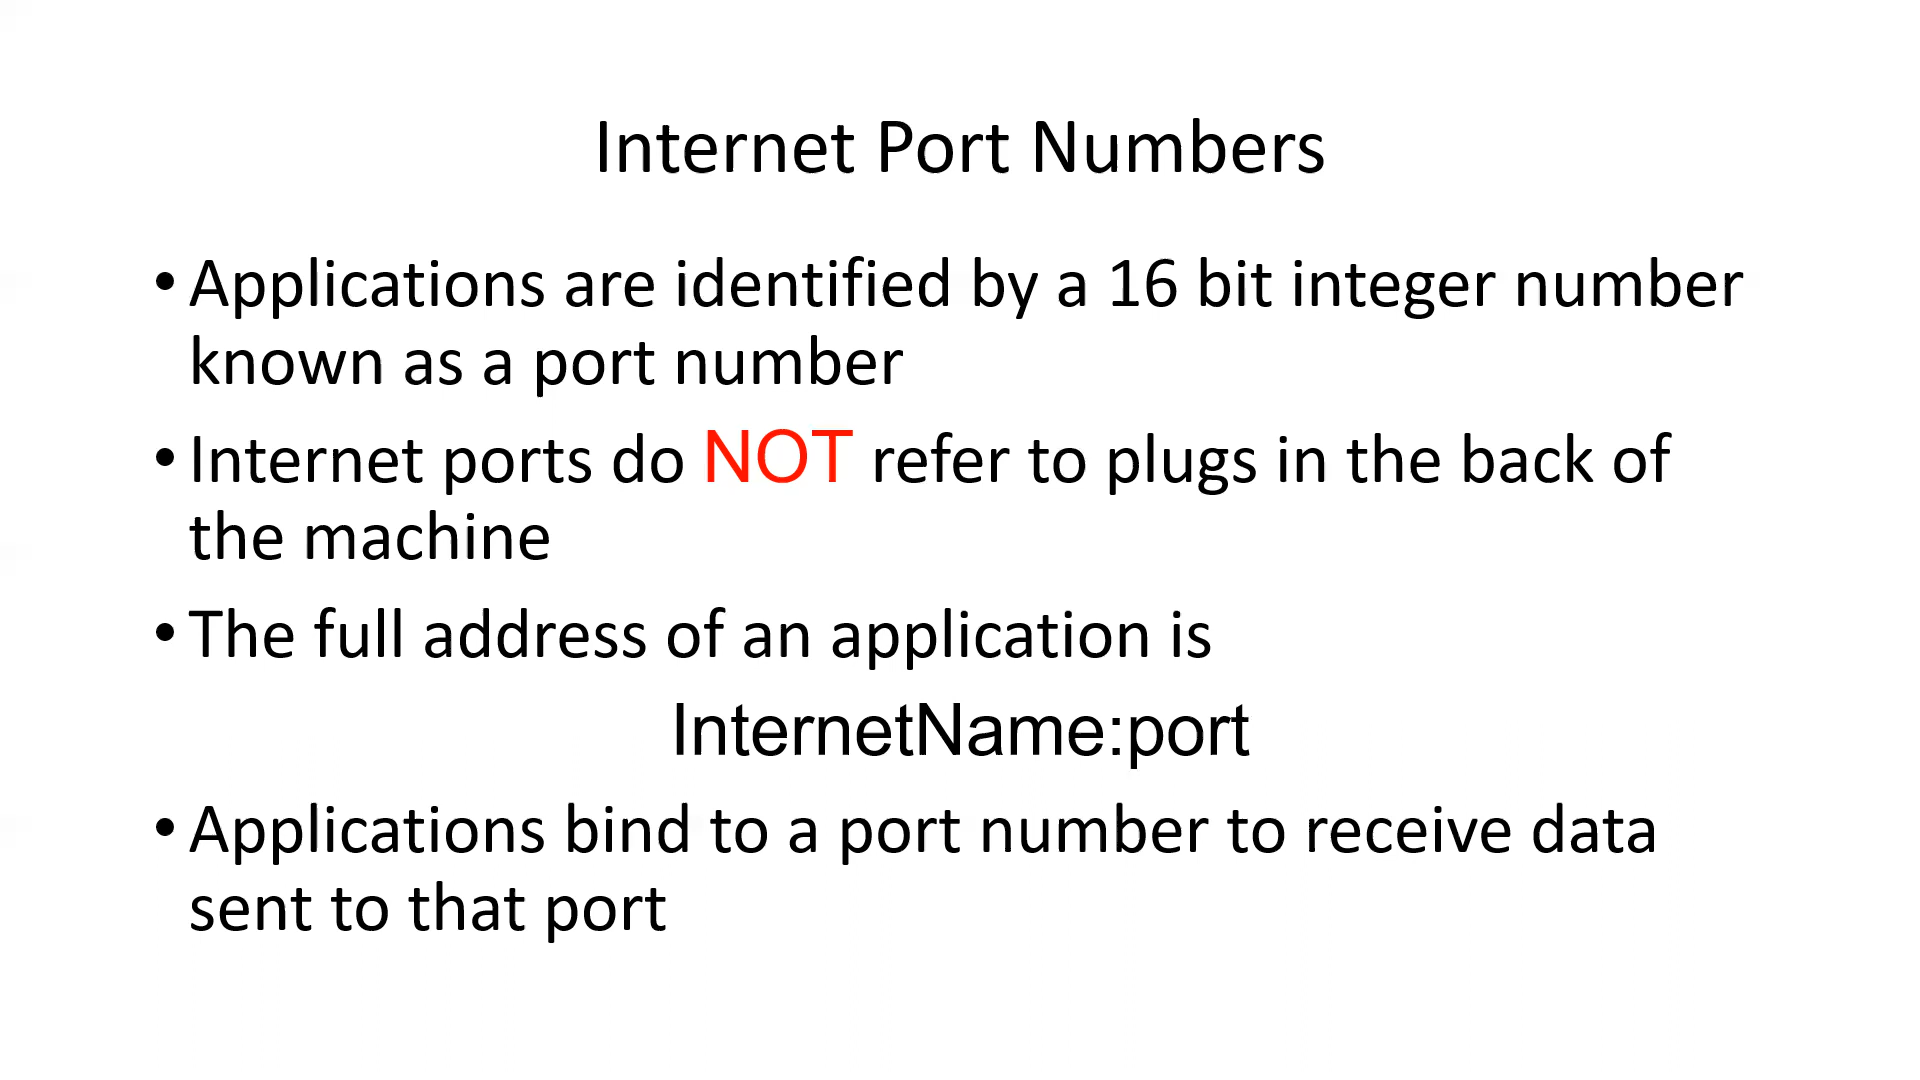 Internet Port Numbers
• Applications are identified by a 16 bit integer number
known as a port number
• Internet ports do NOT refer to plugs in the back of
the machine
• The full address of an application is
InternetName:port
• Applications bind to a port number to receive data
sent to that port